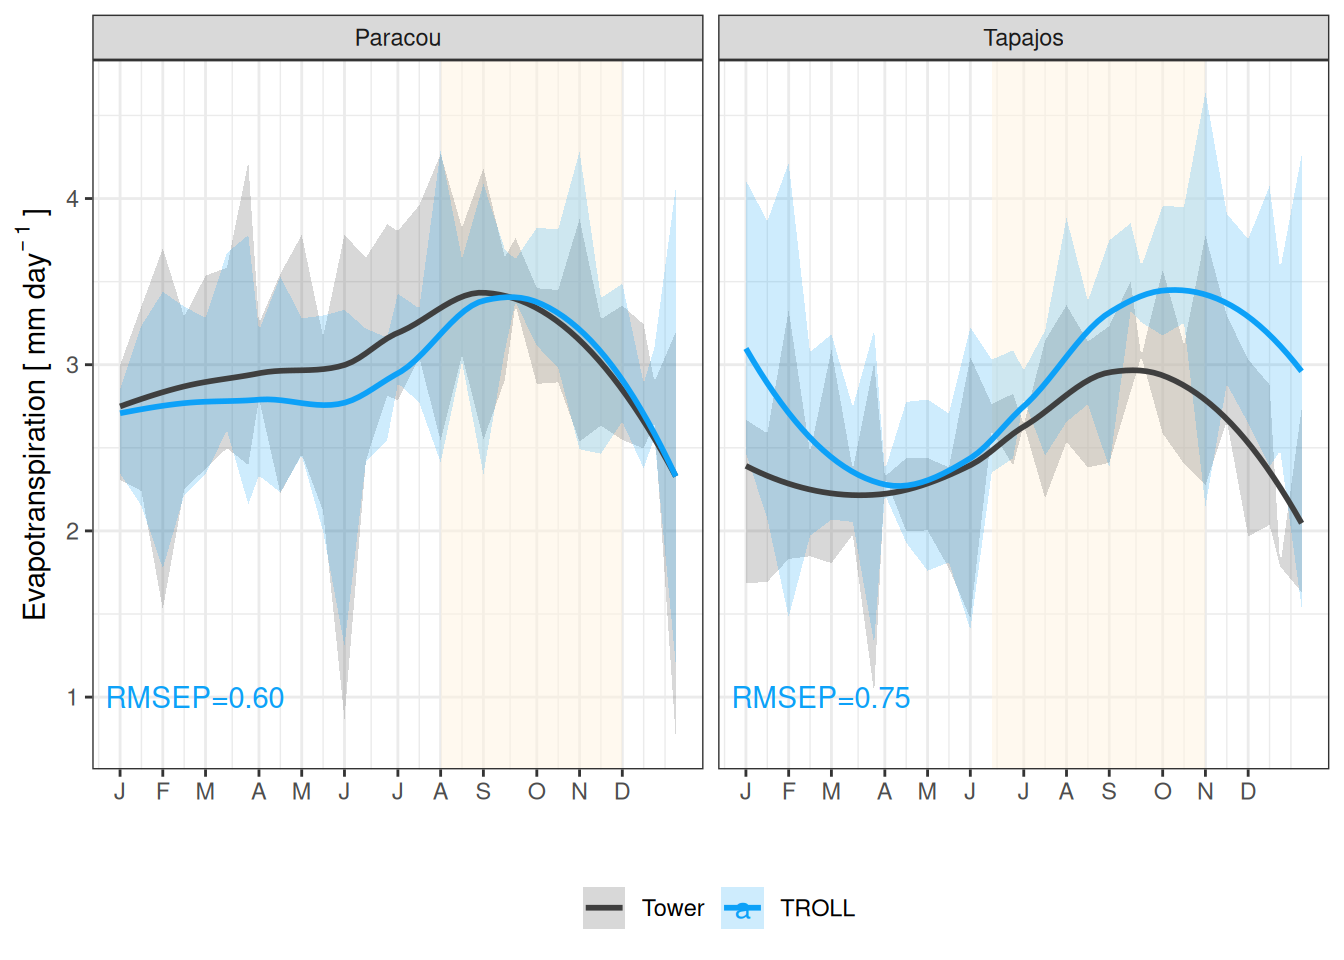 Paracou
Tapajos
Evapotranspiration [ mm day⁻¹ ]
4
3
2
1
RMSEP=0.60
RMSEP=0.75
J F M A M J J A S O N D
J F M A M J J A S O N D
Tower a TROLL